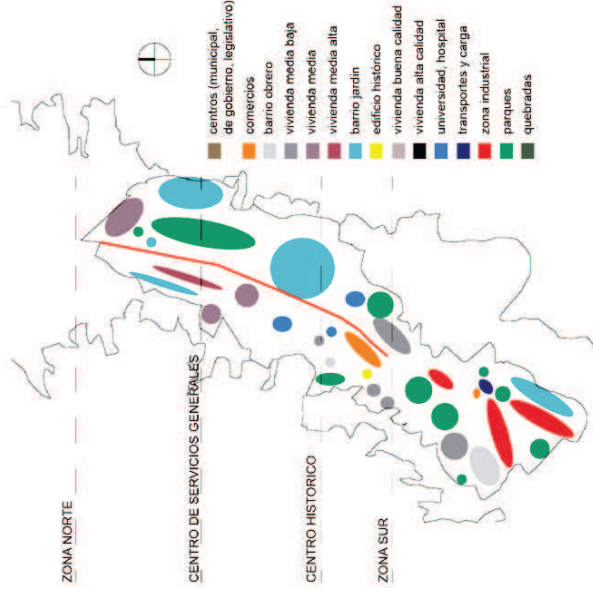 ZONA NORTE
CENTRO DE SERVICIOS GENERALES
CENTRO HISTORICO
ZONA SUR
centros (municipal,
de gobierno, legislativo)
comercios
barrio obrero
vivienda media baja
vivienda media
vivienda media alta
barrio jardín
edificio histórico
vivienda buena calidad
vivienda alta calidad
universidad, hospital
transportes y carga
zona industrial
parques
quebradas